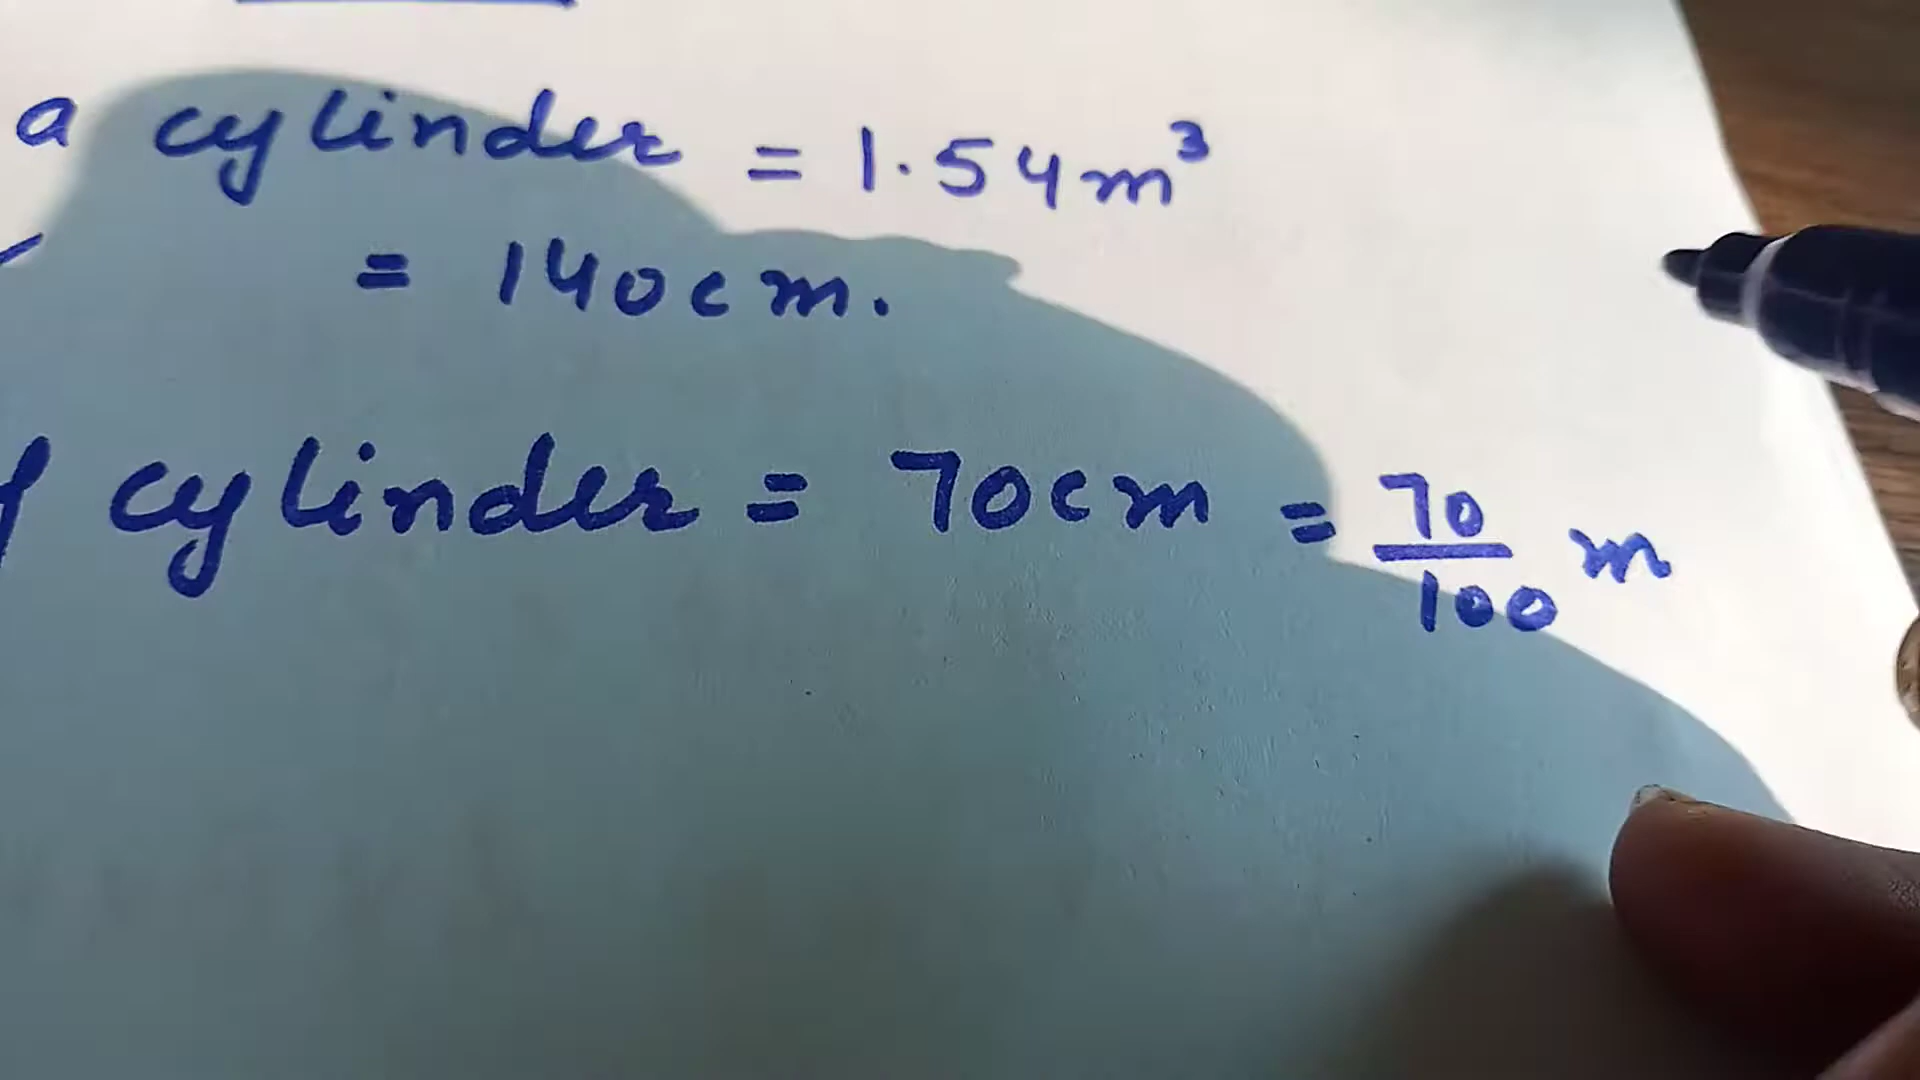 a cylinder = 1.54m³
= 140cm.
cylinder = 70cm = 70/100 m